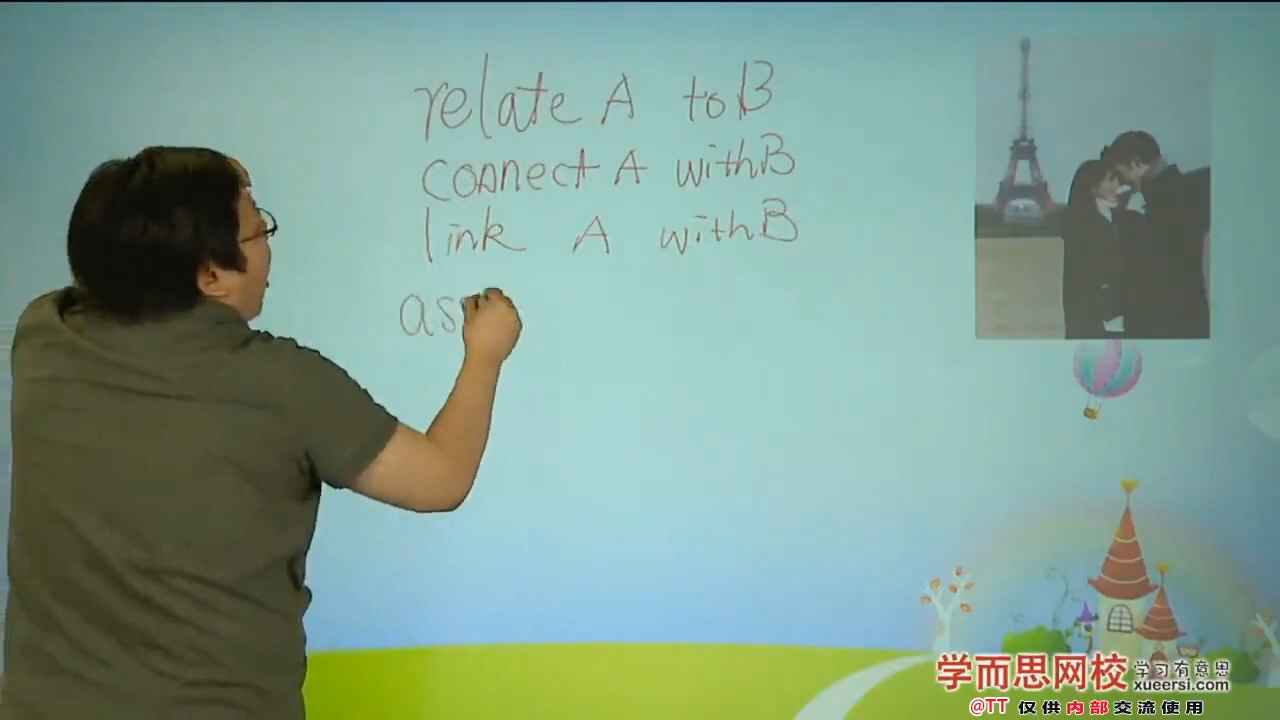 relate A to B
connect A with B
link A with B
as
学而思网校 学习有意思
xueersi.com
@TT 仅供内部交流使用